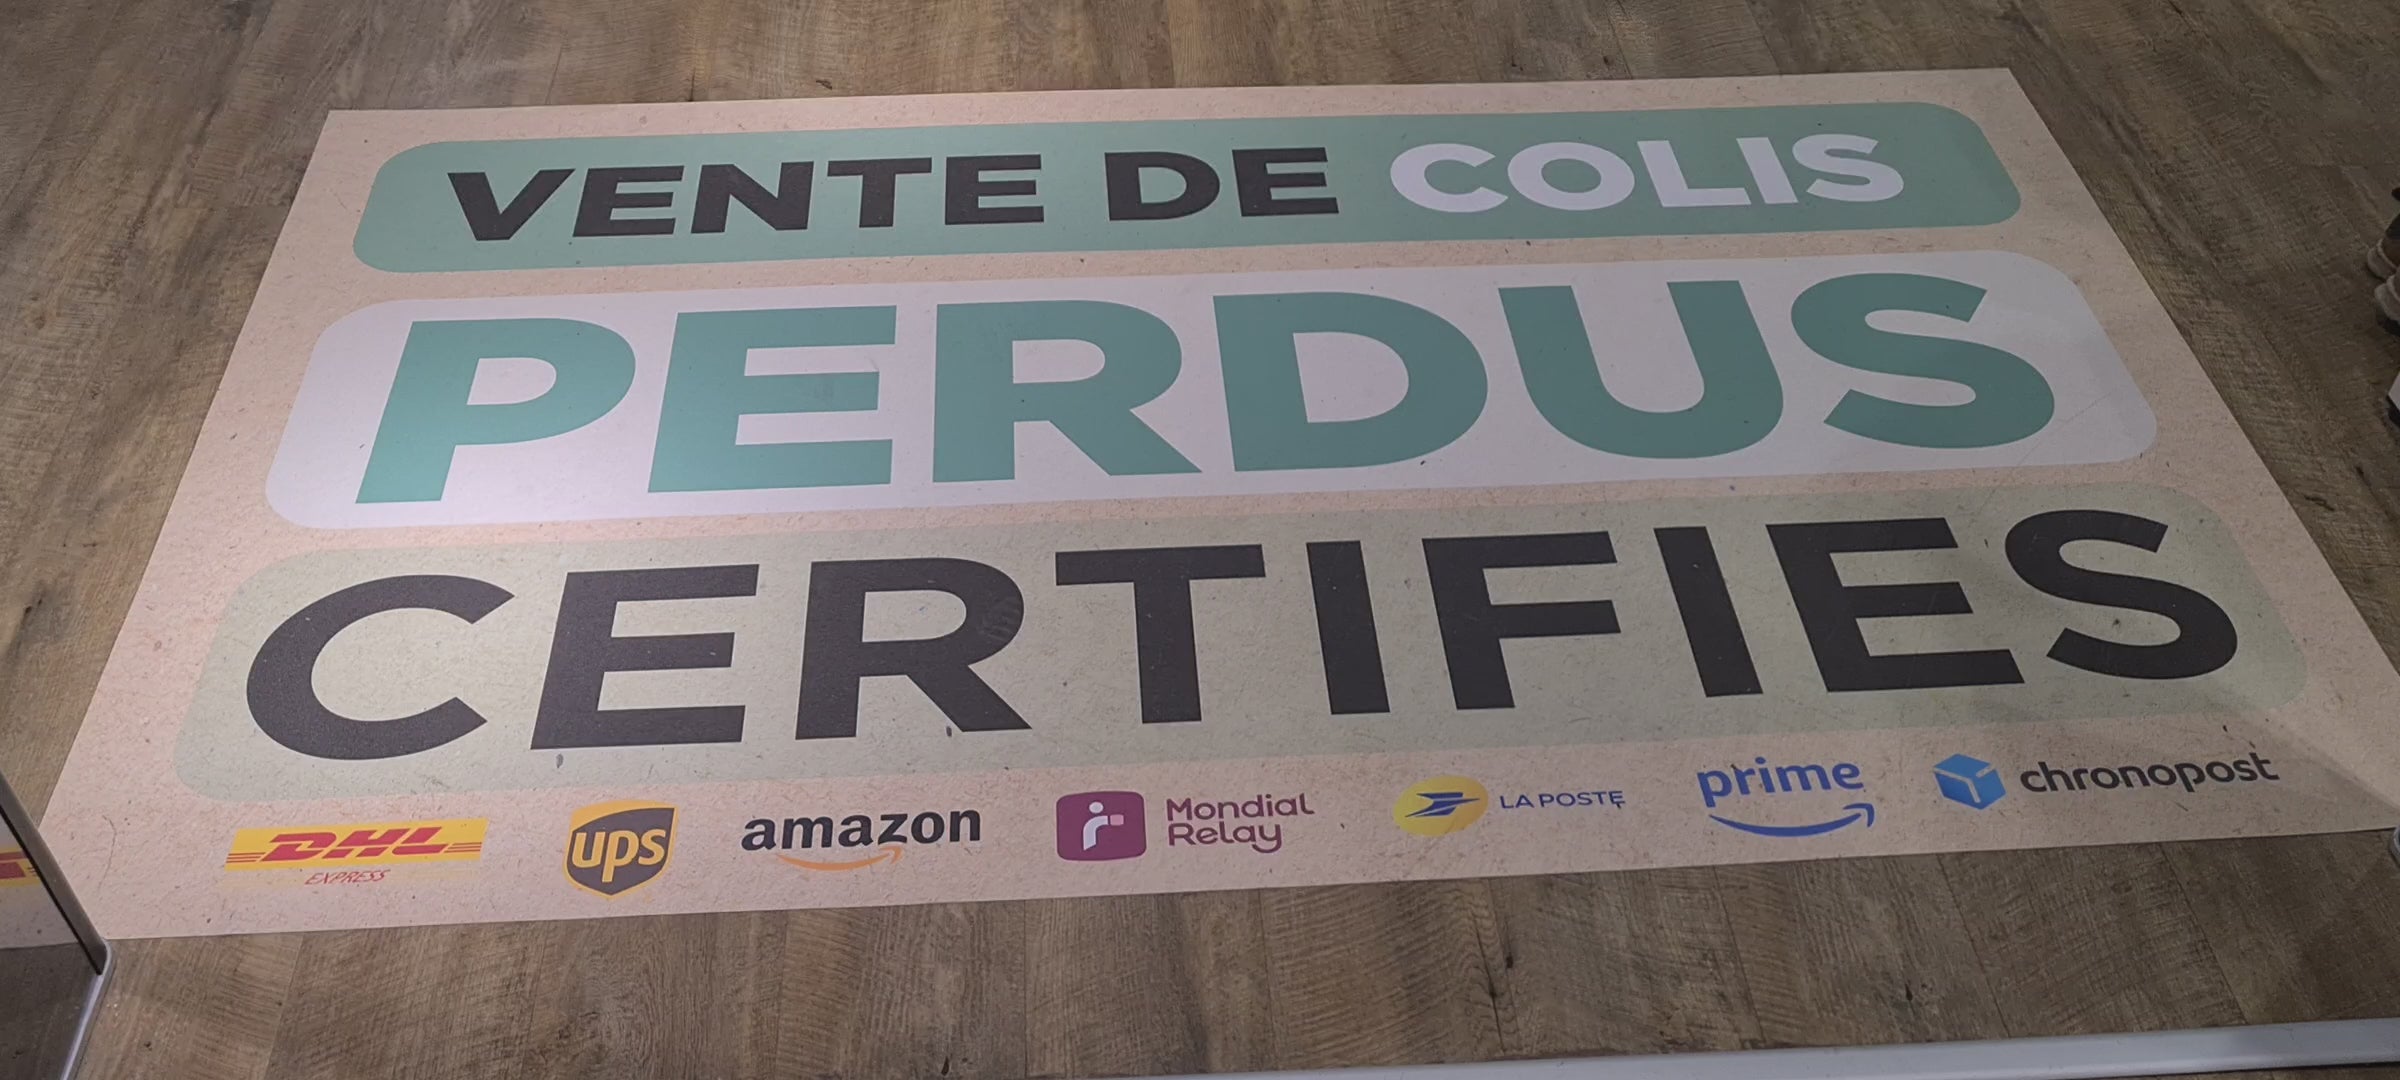 VENTE DE COLIS
PERDUS
CERTIFIES
DHL
EXPRESS
ups
amazon
Mondial
Relay
LA POSTE
prime
chronopost